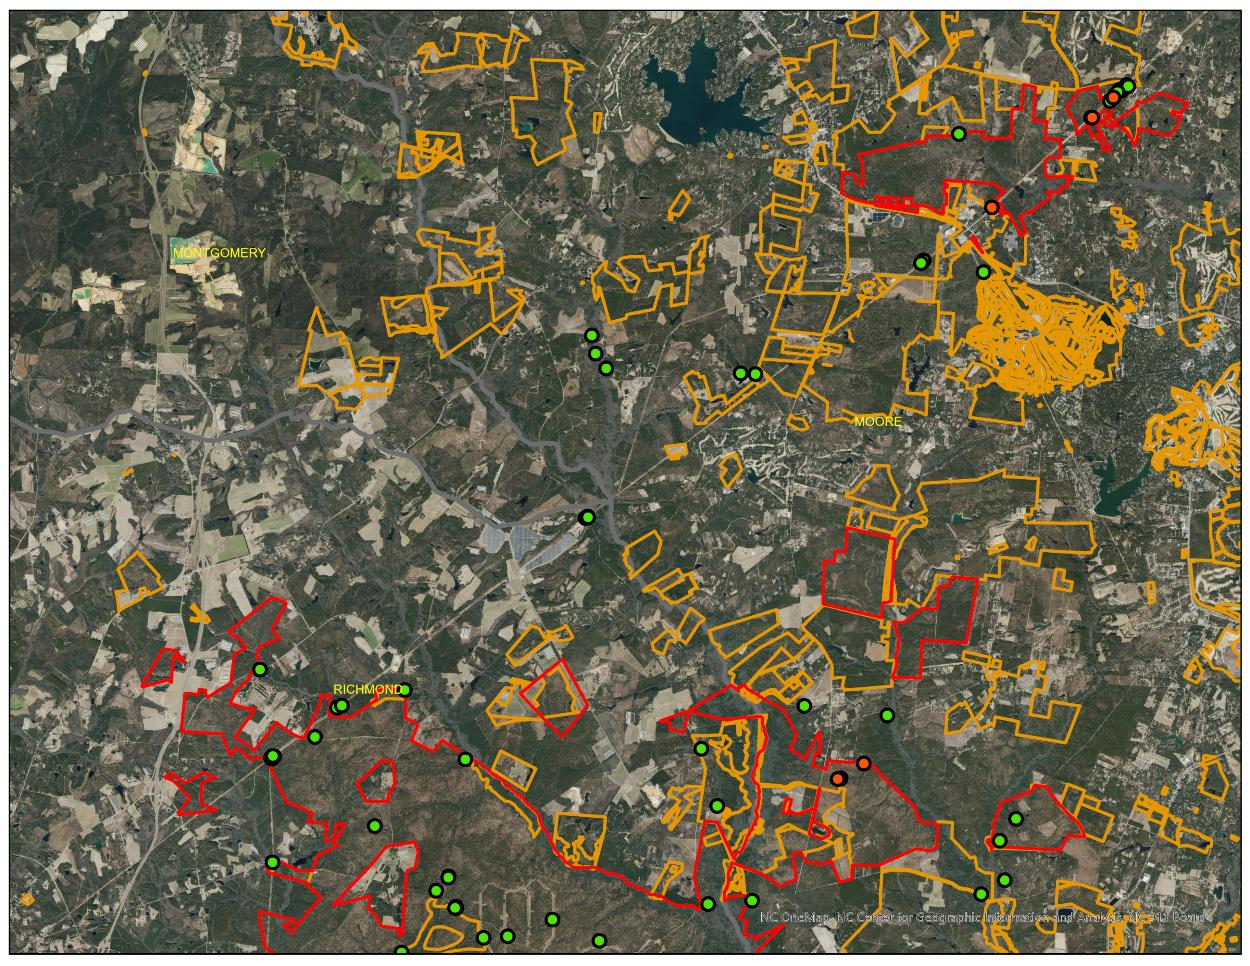 MONTGOMERY
MOORE
RICHMOND
NC OneMap, NC Center for Geographic Information and Analysis, NC 911 Board